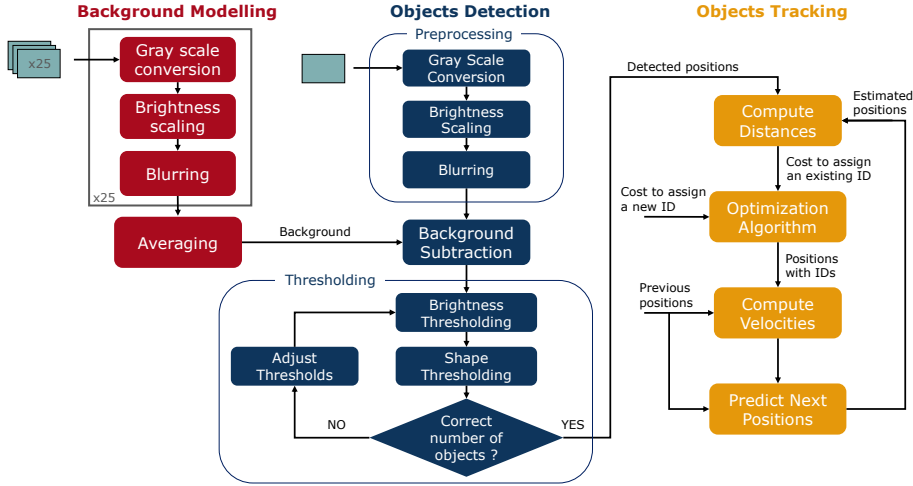 Background Modelling
x25
Gray scale
conversion
Brightness
scaling
Blurring
x25
Averaging
Background
Objects Detection
Preprocessing
Gray Scale
Conversion
Brightness
Scaling
Blurring
Background
Subtraction
Thresholding
Brightness
Thresholding
Adjust
Thresholds
Shape
Thresholding
Correct
number of
objects ?
NO
YES
Objects Tracking
Detected positions
Estimated
positions
Compute
Distances
Cost to assign
an existing ID
Cost to assign
a new ID
Optimization
Algorithm
Positions
with IDs
Previous
positions
Compute
Velocities
Predict Next
Positions